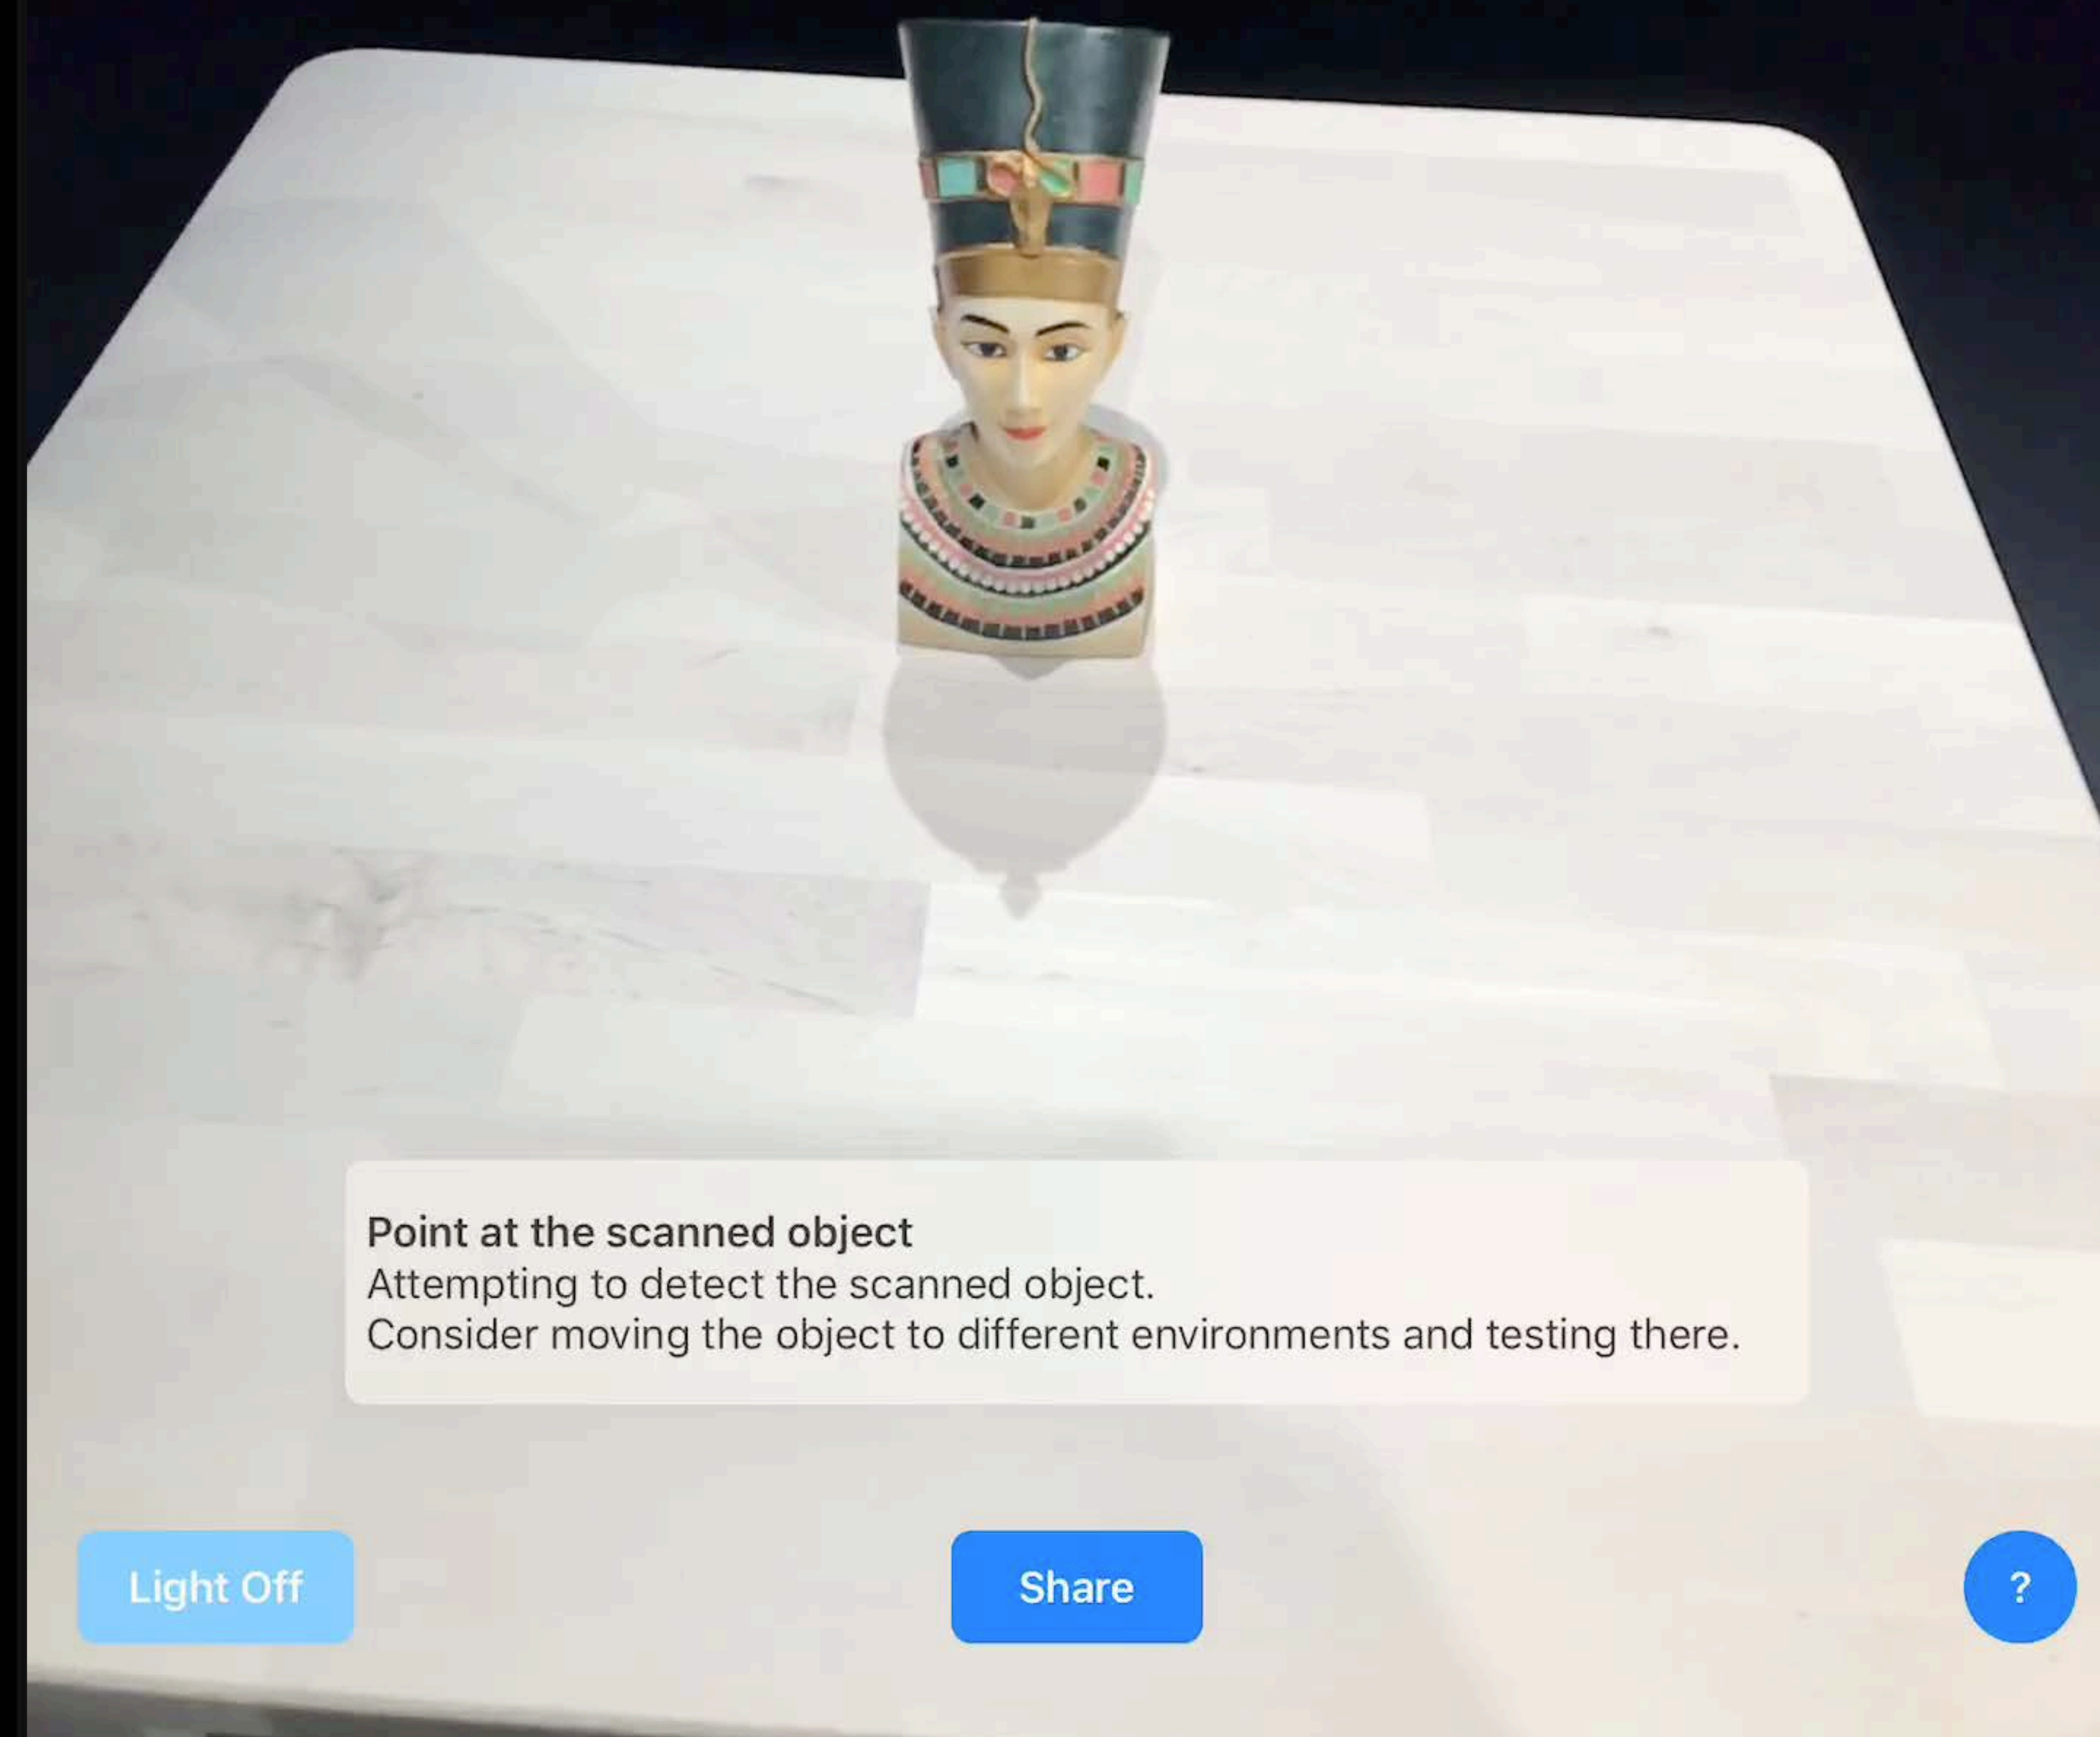 Point at the scanned object
Attempting to detect the scanned object.
Consider moving the object to different environments and testing there.
Light Off
Share
?